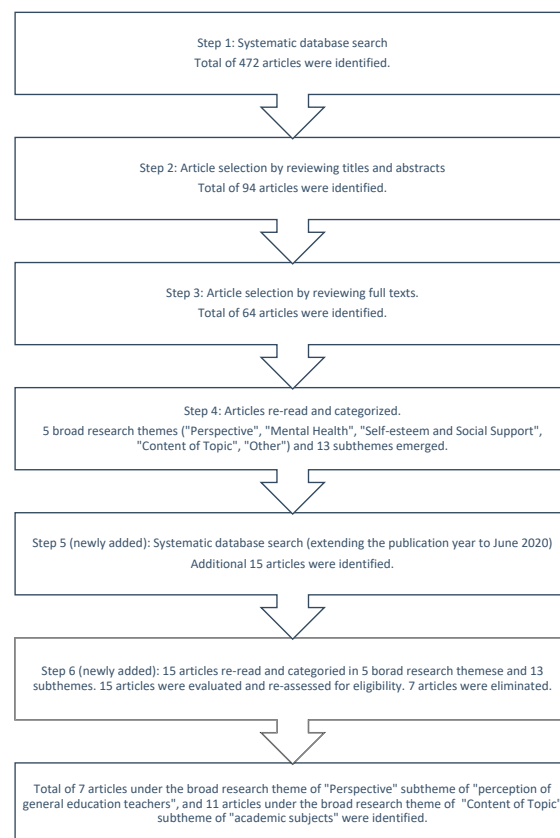 Step 1: Systematic database search
Total of 472 articles were identified.
Step 2: Article selection by reviewing titles and abstracts
Total of 94 articles were identified.
Step 3: Article selection by reviewing full texts.
Total of 64 articles were identified.
Step 4: Articles re-read and categorized.
5 broad research themes ("Perspective", "Mental Health", "Self-esteem and Social Support",
"Content of Topic", "Other") and 13 subthemes emerged.
Step 5 (newly added): Systematic database search (extending the publication year to June 2020)
Additional 15 articles were identified.
Step 6 (newly added): 15 articles re-read and categoried in 5 borad research themese and 13
subthemes. 15 articles were evaluated and re-assessed for eligibility. 7 articles were eliminated.
Total of 7 articles under the broad research theme of "Perspective" subtheme of "perception of
general education teachers", and 11 articles under the broad research theme of "Content of Topic"
subtheme of "academic subjects" were identified.